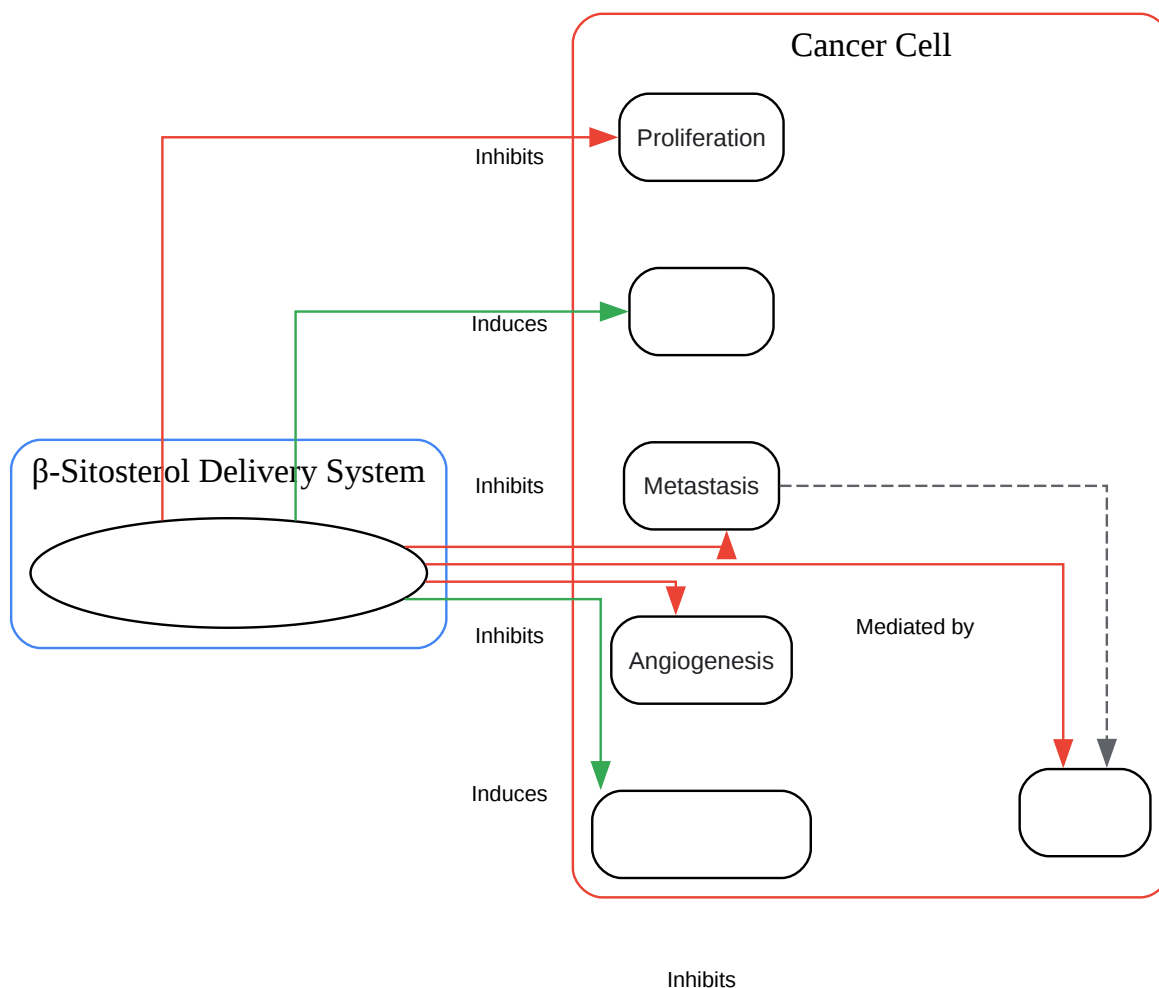 Cancer Cell
Proliferation
Inhibits
Induces
β-Sitosterol Delivery System
Inhibits
Metastasis
Mediated by
Inhibits
Angiogenesis
Induces
Inhibits